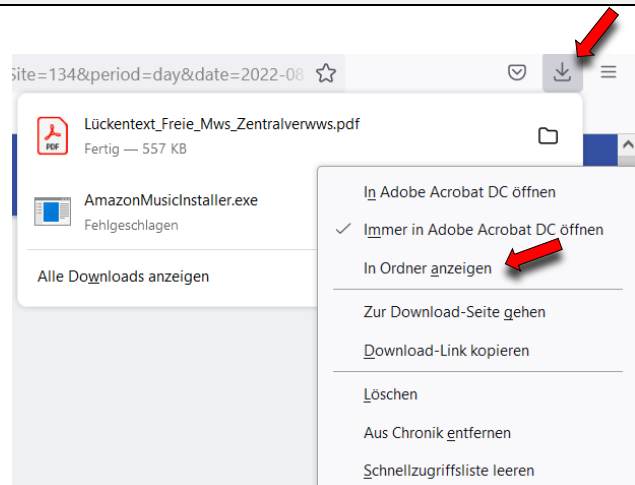 Site=134&period=day&date=2022-08
Lückentext_Freie_Mws_Zentralverwws.pdf
PDF
Fertig — 557 KB
AmazonMusicInstaller.exe
Fehlgeschlagen
Alle Downloads anzeigen
In Adobe Acrobat DC öffnen
Immer in Adobe Acrobat DC öffnen
In Ordner anzeigen
Zur Download-Seite gehen
Download-Link kopieren
Löschen
Aus Chronik entfernen
Schnellzugriffsliste leeren